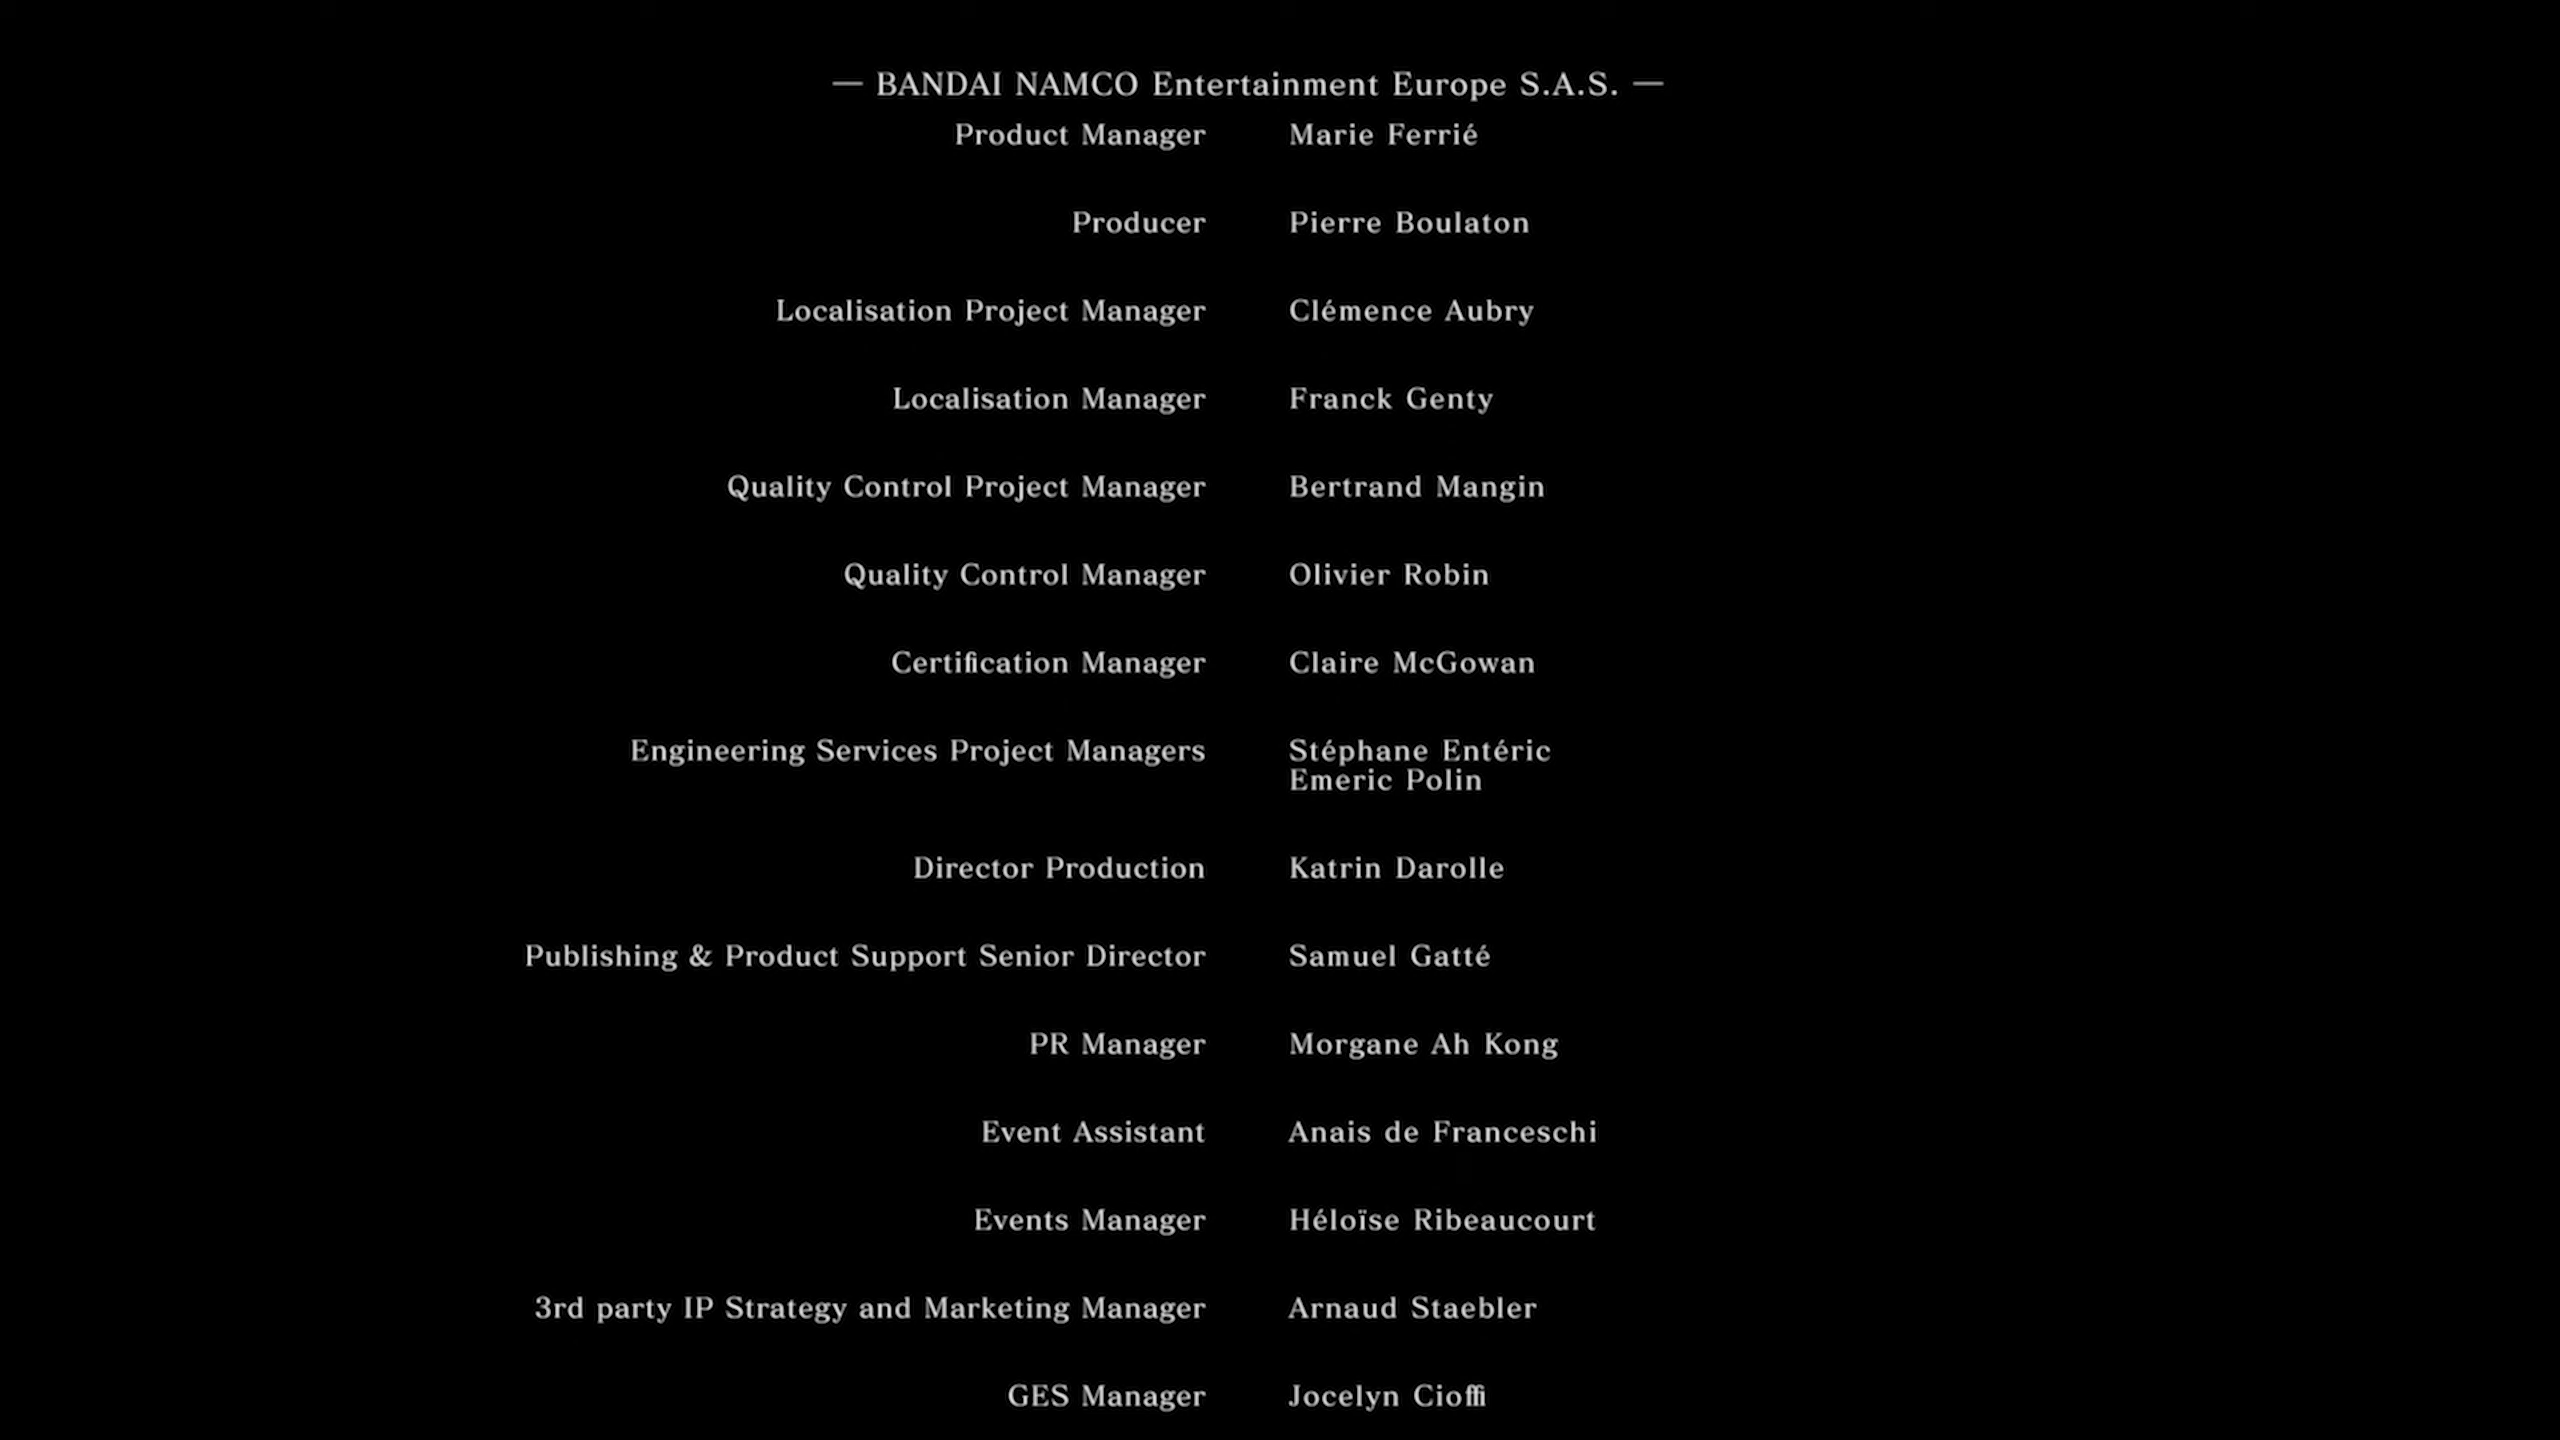 — BANDAI NAMCO Entertainment Europe S.A.S. —
Product Manager Marie Ferrié
Producer Pierre Boulaton
Localisation Project Manager Clémence Aubry
Localisation Manager Franck Genty
Quality Control Project Manager Bertrand Mangin
Quality Control Manager Olivier Robin
Certification Manager Claire McGowan
Engineering Services Project Managers Stéphane Entéric
Emeric Polin
Director Production Katrin Darolle
Publishing & Product Support Senior Director Samuel Gatté
PR Manager Morgane Ah Kong
Event Assistant Anais de Franceschi
Events Manager Héloïse Ribeaucourt
3rd party IP Strategy and Marketing Manager Arnaud Staebler
GES Manager Jocelyn Cioffi